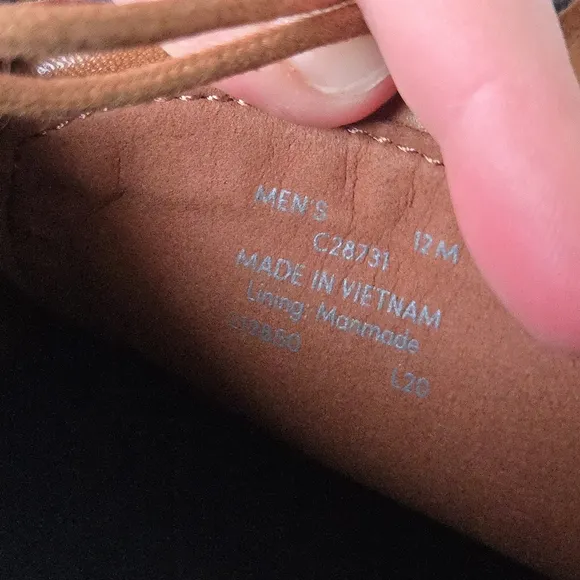 MEN'S 12 M
C28731
MADE IN VIETNAM
Lining: Manmade
L20